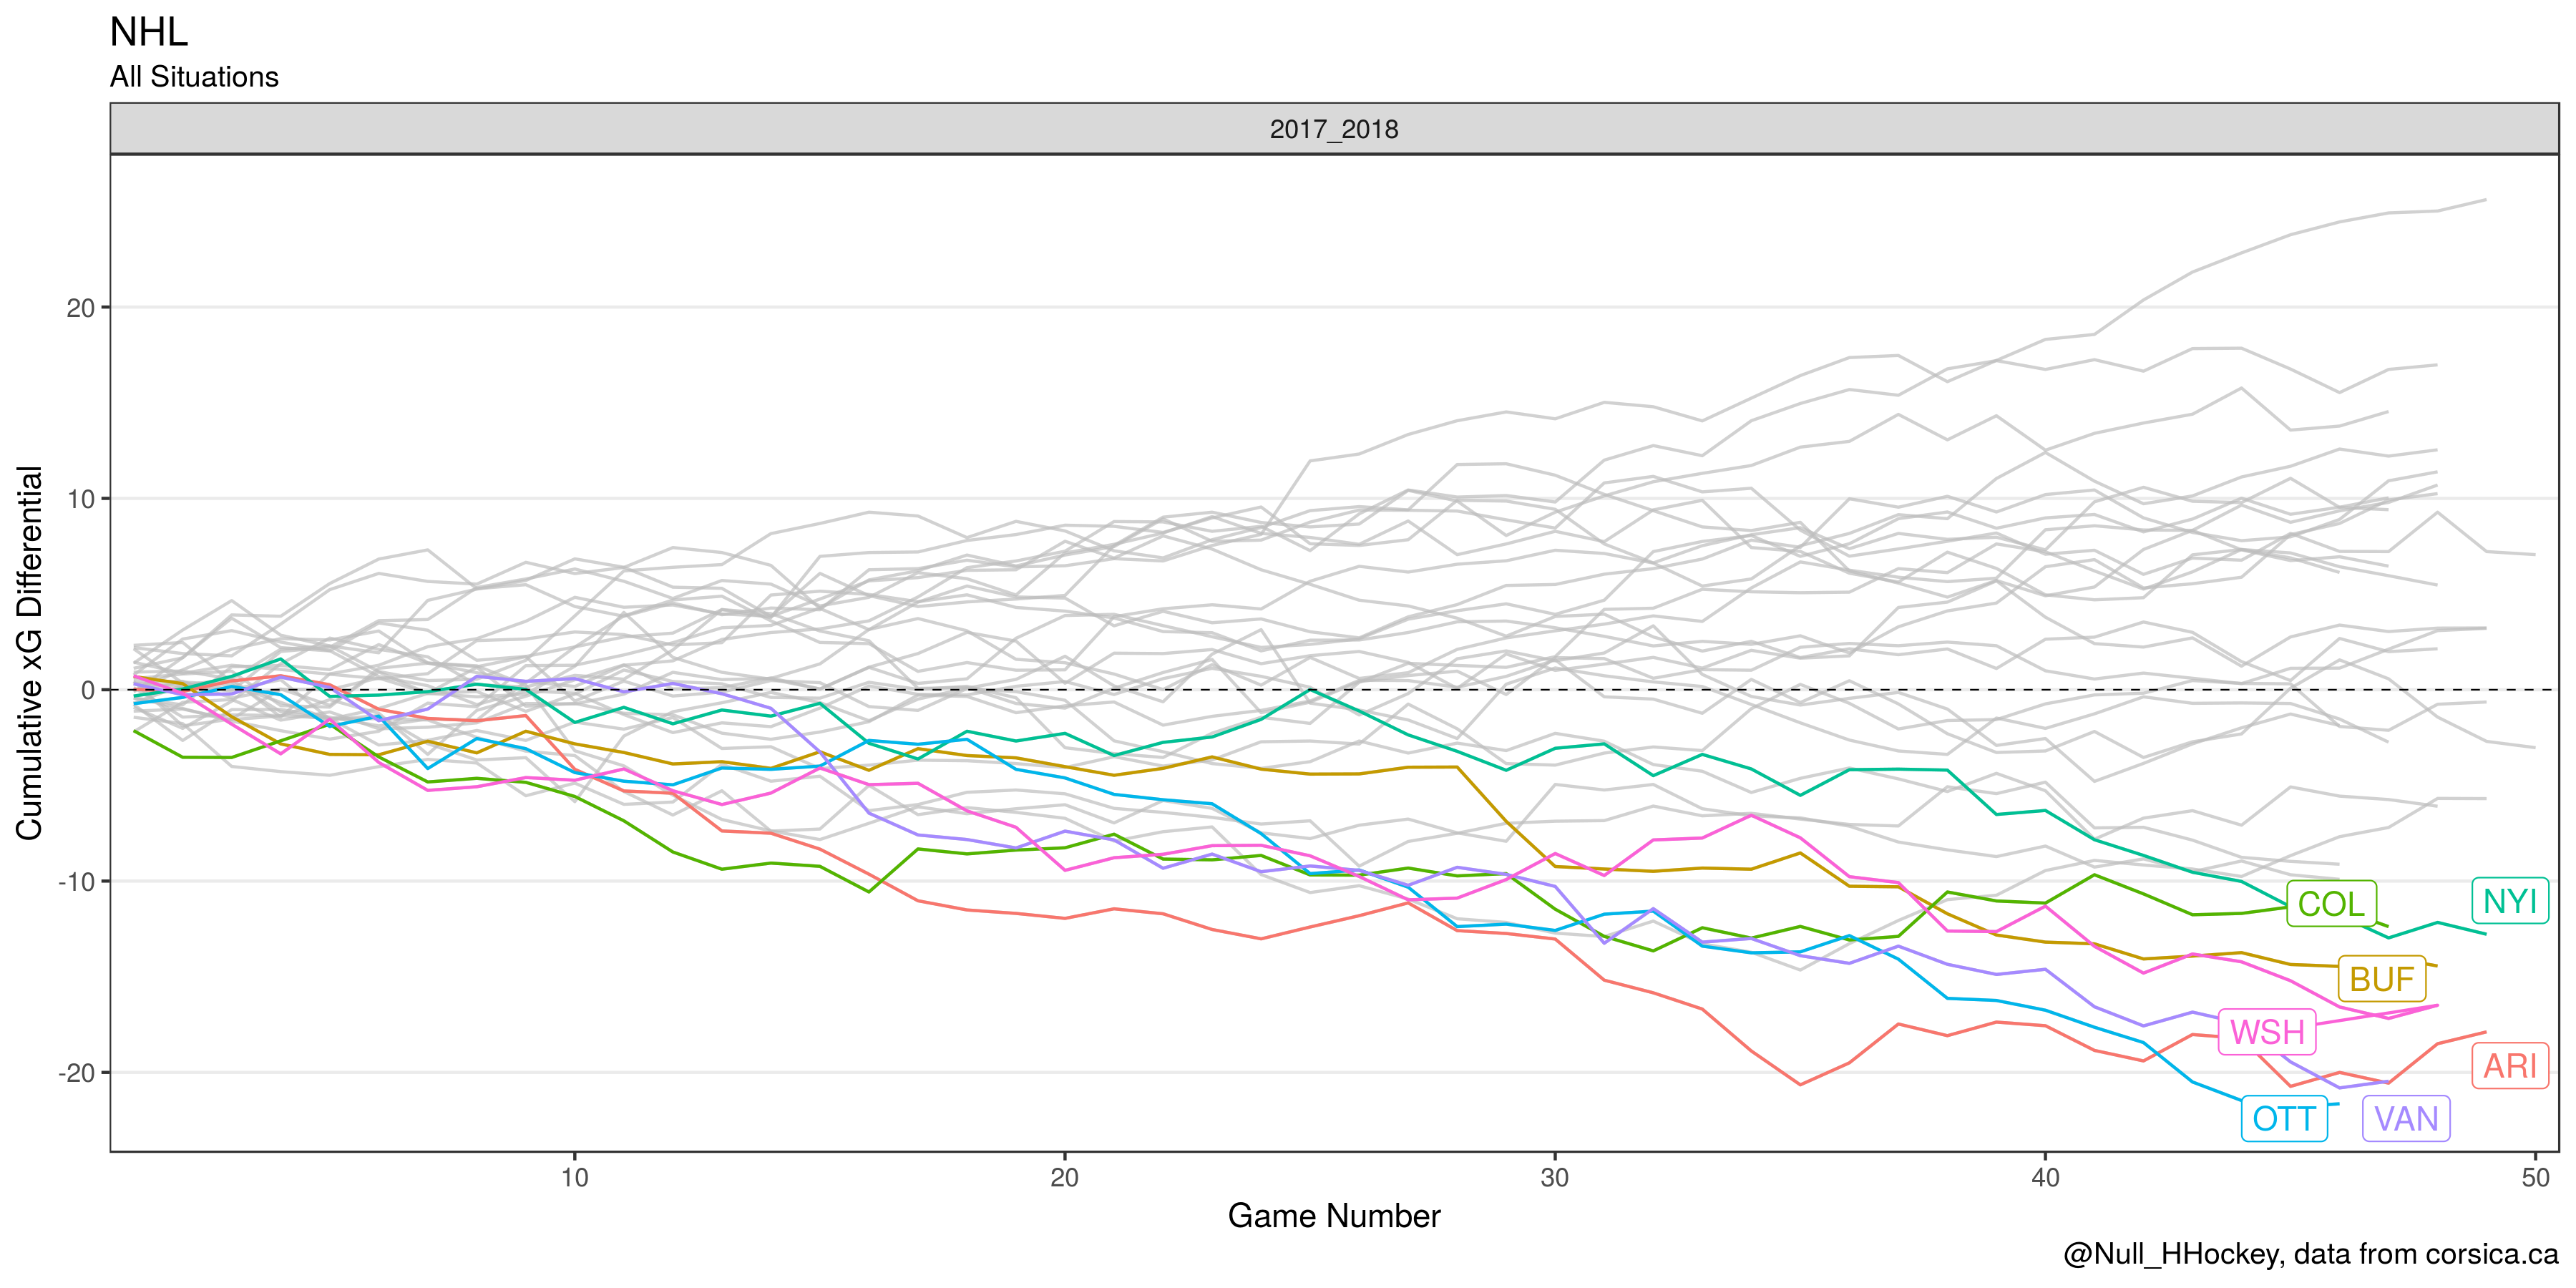 NHL
All Situations
2017_2018
Cumulative xG Differential
20
10
0
-10
-20
COL
NYI
BUF
WSH
ARI
OTT
VAN
10
20
30
40
50
Game Number
@Null_HHockey, data from corsica.ca